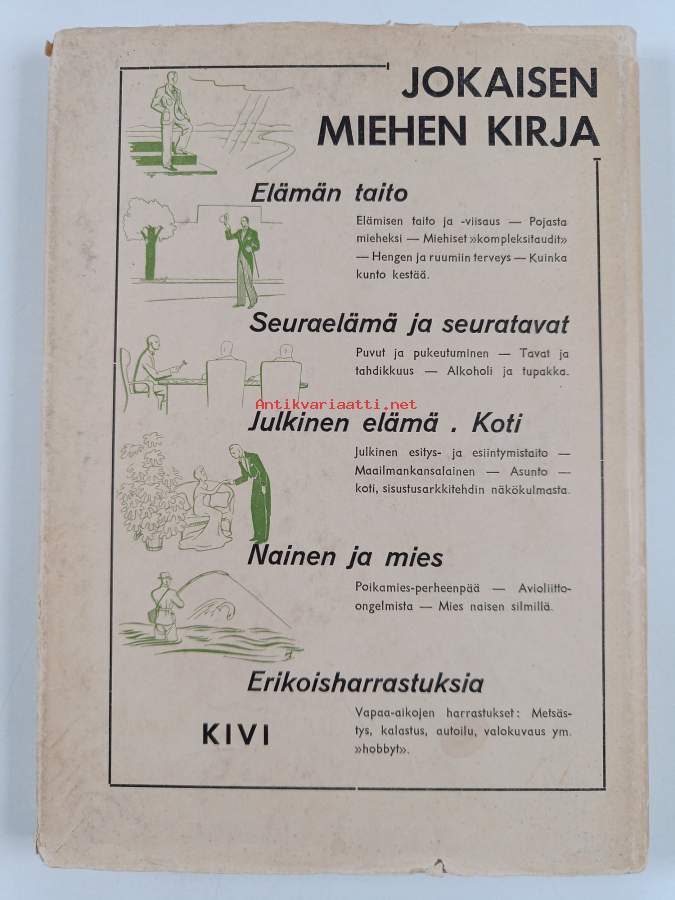 JOKAISEN
MIEHEN KIRJA
Elämän taito
Elämisen taito ja -viisaus — Pojasta
mieheksi — Miehiset »kompleksitaudit»
— Hengen ja ruumiin terveys — Kuinka
kunto kestää.
Seuraelämä ja seuratavat
Puvut ja pukeutuminen — Tavat ja
tahdikkuus — Alkoholi ja tupakka.
Antikvariaatti.net
Julkinen elämä . Koti
Julkinen esitys- ja esiintymistaito —
Maailmankansalainen — Asunto —
koti, sisustusarkkitehdin näkökulmasta.
Nainen ja mies
Poikamies-perheenpää — Avioliitto-
ongelmista — Mies naisen silmillä.
Erikoisharrastuksia
Vapaa-aikojen harrastukset: Metsäs-
tys, kalastus, autoilu, valokuvaus ym.
»hobbyt».
KIVI